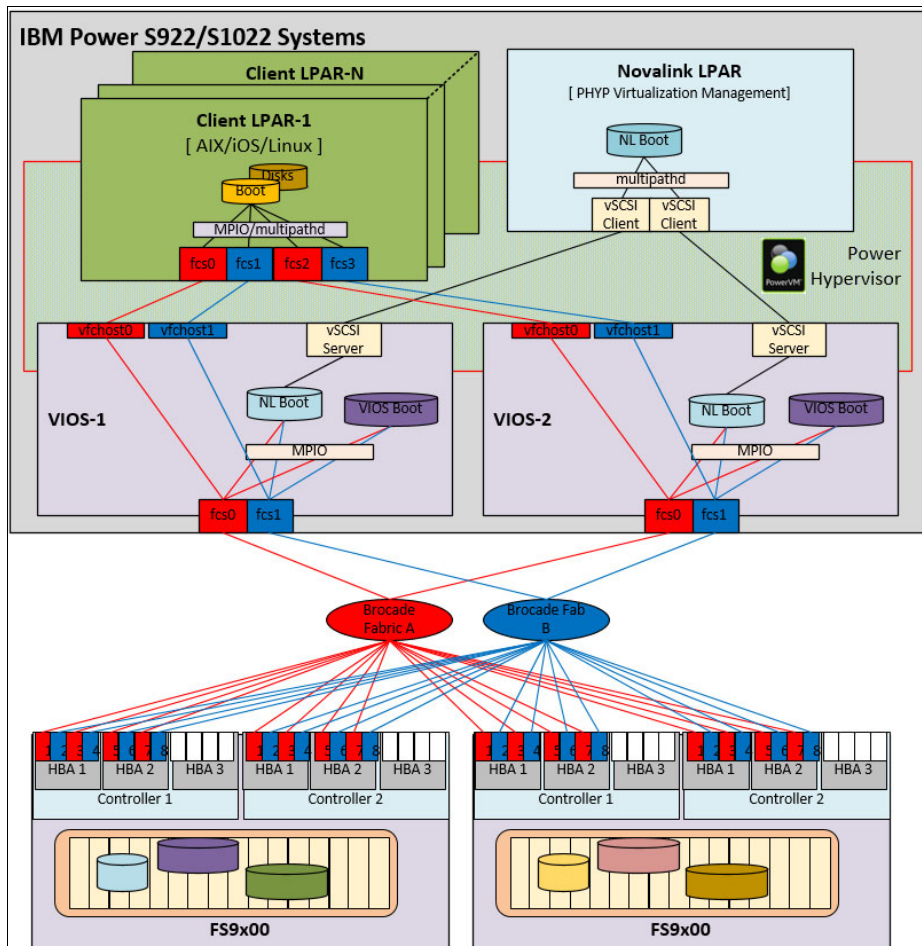 IBM Power S922/S1022 Systems
Client LPAR-N
Client LPAR-1
[ AIX/iOS/Linux ]
Disks
Boot
MPIO/multipathd
fcs0 fcs1 fcs2 fcs3
Novalink LPAR
[ PHYP Virtualization Management]
NL Boot
multipathd
vSCSI Client
vSCSI Client
PowerVM
Power
Hypervisor
vfchost0 vfchost1
vSCSI
Server
NL Boot
VIOS Boot
VIOS-1
MPIO
fcs0 fcs1
vfchost0 vfchost1
vSCSI
Server
NL Boot
VIOS Boot
VIOS-2
MPIO
fcs0 fcs1
Brocade
Fabric A
Brocade Fab
B
1 2 3 4 5 6 7 8
HBA 1 HBA 2 HBA 3
Controller 1
1 2 3 4 5 6 7 8
HBA 1 HBA 2 HBA 3
Controller 2
FS9x00
1 2 3 4 5 6 7 8
HBA 1 HBA 2 HBA 3
Controller 1
1 2 3 4 5 6 7 8
HBA 1 HBA 2 HBA 3
Controller 2
FS9x00